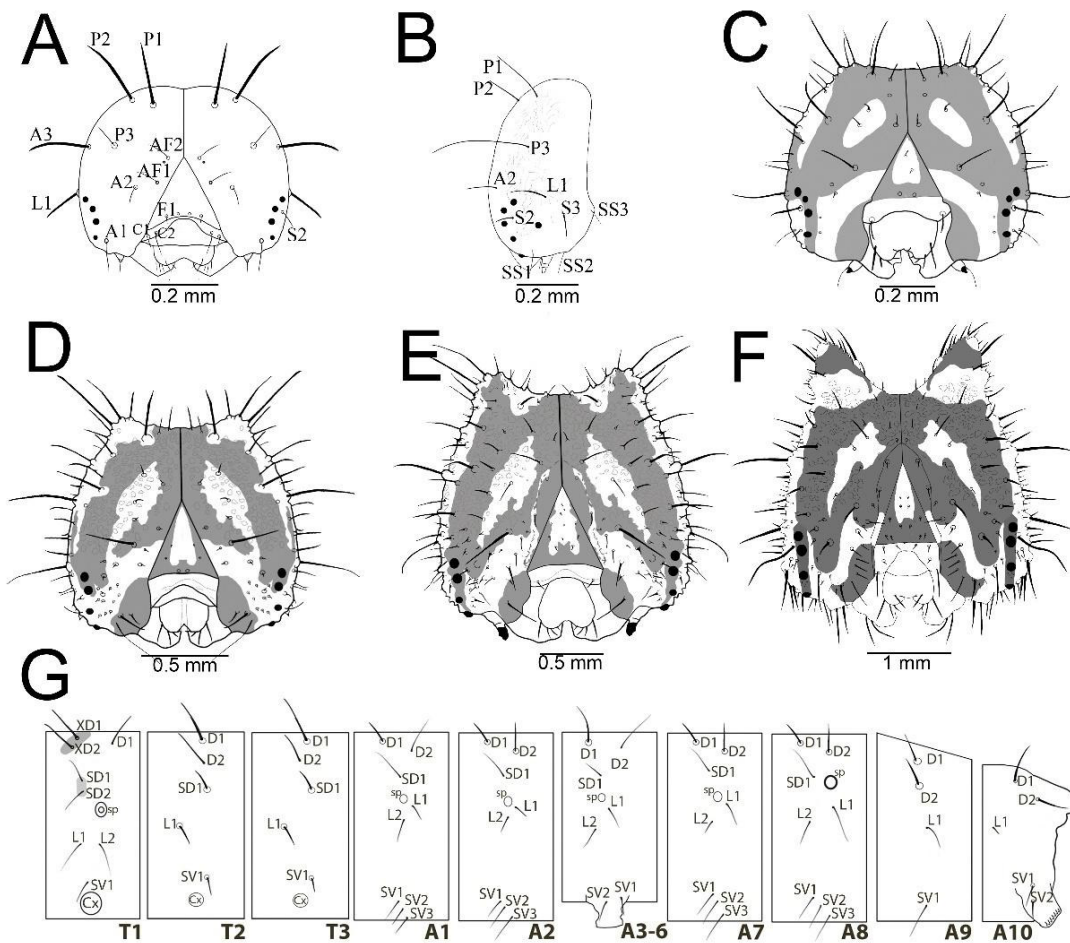 A
P2 P1
A3
P3
AF2
AF1
A2
L1
F1
C1 C2
A1
S2
0.2 mm
B
P1
P2
P3
A2
L1
S2
S3
SS3
SS1
SS2
0.2 mm
C
0.2 mm
D
0.5 mm
E
0.5 mm
F
1 mm
G
XD1
XD2
D1
SD1
SD2
sp
L1 L2
SV1
Cx
T1
D1
D2
SD1
L1
SV1
Cx
T2
D1
D2
SD1
L1
SV1
Cx
T3
D1 D2
SD1
sp
L1
L2
SV1
SV2
SV3
A1
D1
D2
SD1
sp
L1
L2
SV1
SV2
SV3
A2
D1
D2
SD1
sp
L1
L2
SV2 SV1
A3-6
D1
D2
SD1
sp
L1
L2
SV1
SV2
SV3
A7
D1
D2
SD1
sp
L1
L2
SV1
SV2
SV3
A8
D1
D2
L1
SV1
A9
D1
D2
L1
SV1
SV2
A10